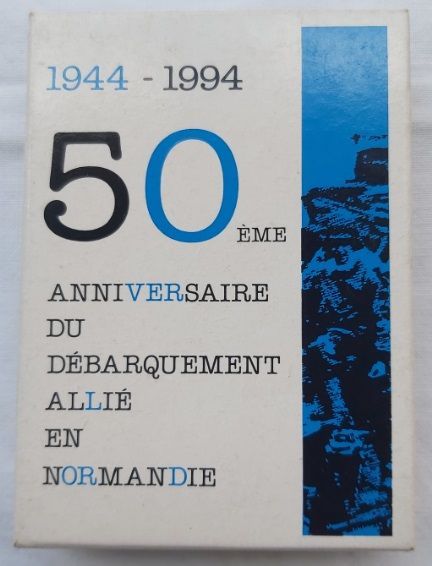 1944 - 1994
50ÈME
ANNIVERSAIRE
DU
DÉBARQUEMENT
ALLIÉ
EN
NORMANDIE